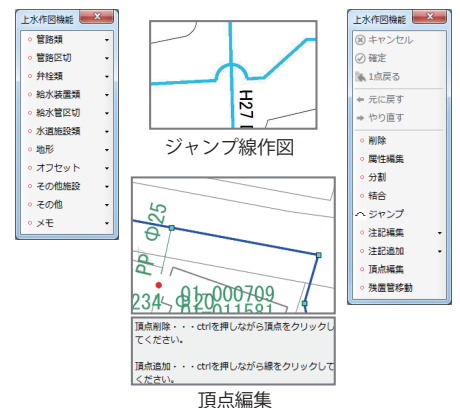 上水作図機能
管路類
管路区切
弁栓類
給水装置類
給水管区切
水道施設類
地形
オフセット
その他施設
その他
メモ
H27
ジャンプ線作図
PP Φ25
01-000709
234 Φ20
01-011581
頂点削除・・・ctrlを押しながら頂点をクリックし
てください。
頂点追加・・・ctrlを押しながら線をクリックして
ください。
頂点編集
上水作図機能
キャンセル
確定
1点戻る
元に戻す
やり直す
削除
属性編集
分割
結合
ジャンプ
注記編集
注記追加
頂点編集
残置管移動